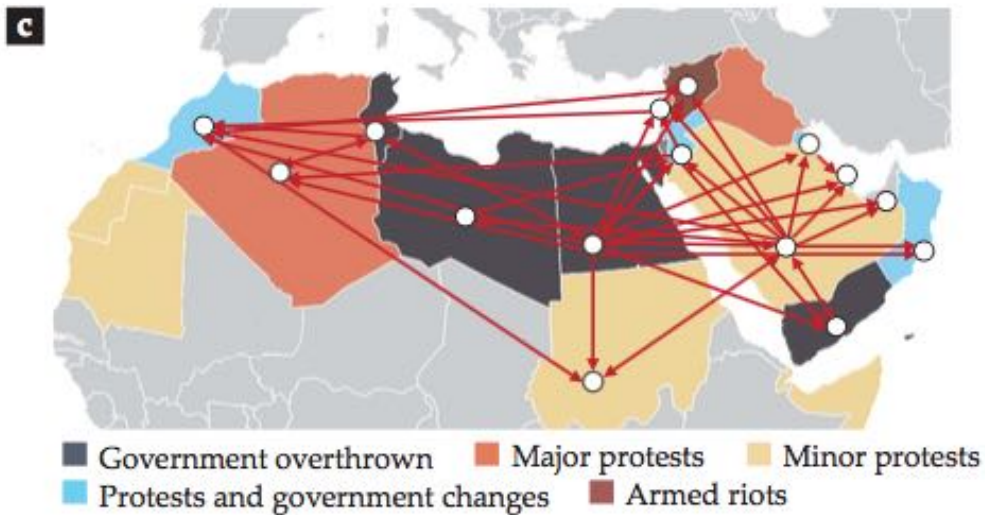 c
Government overthrown Major protests Minor protests
Protests and government changes Armed riots